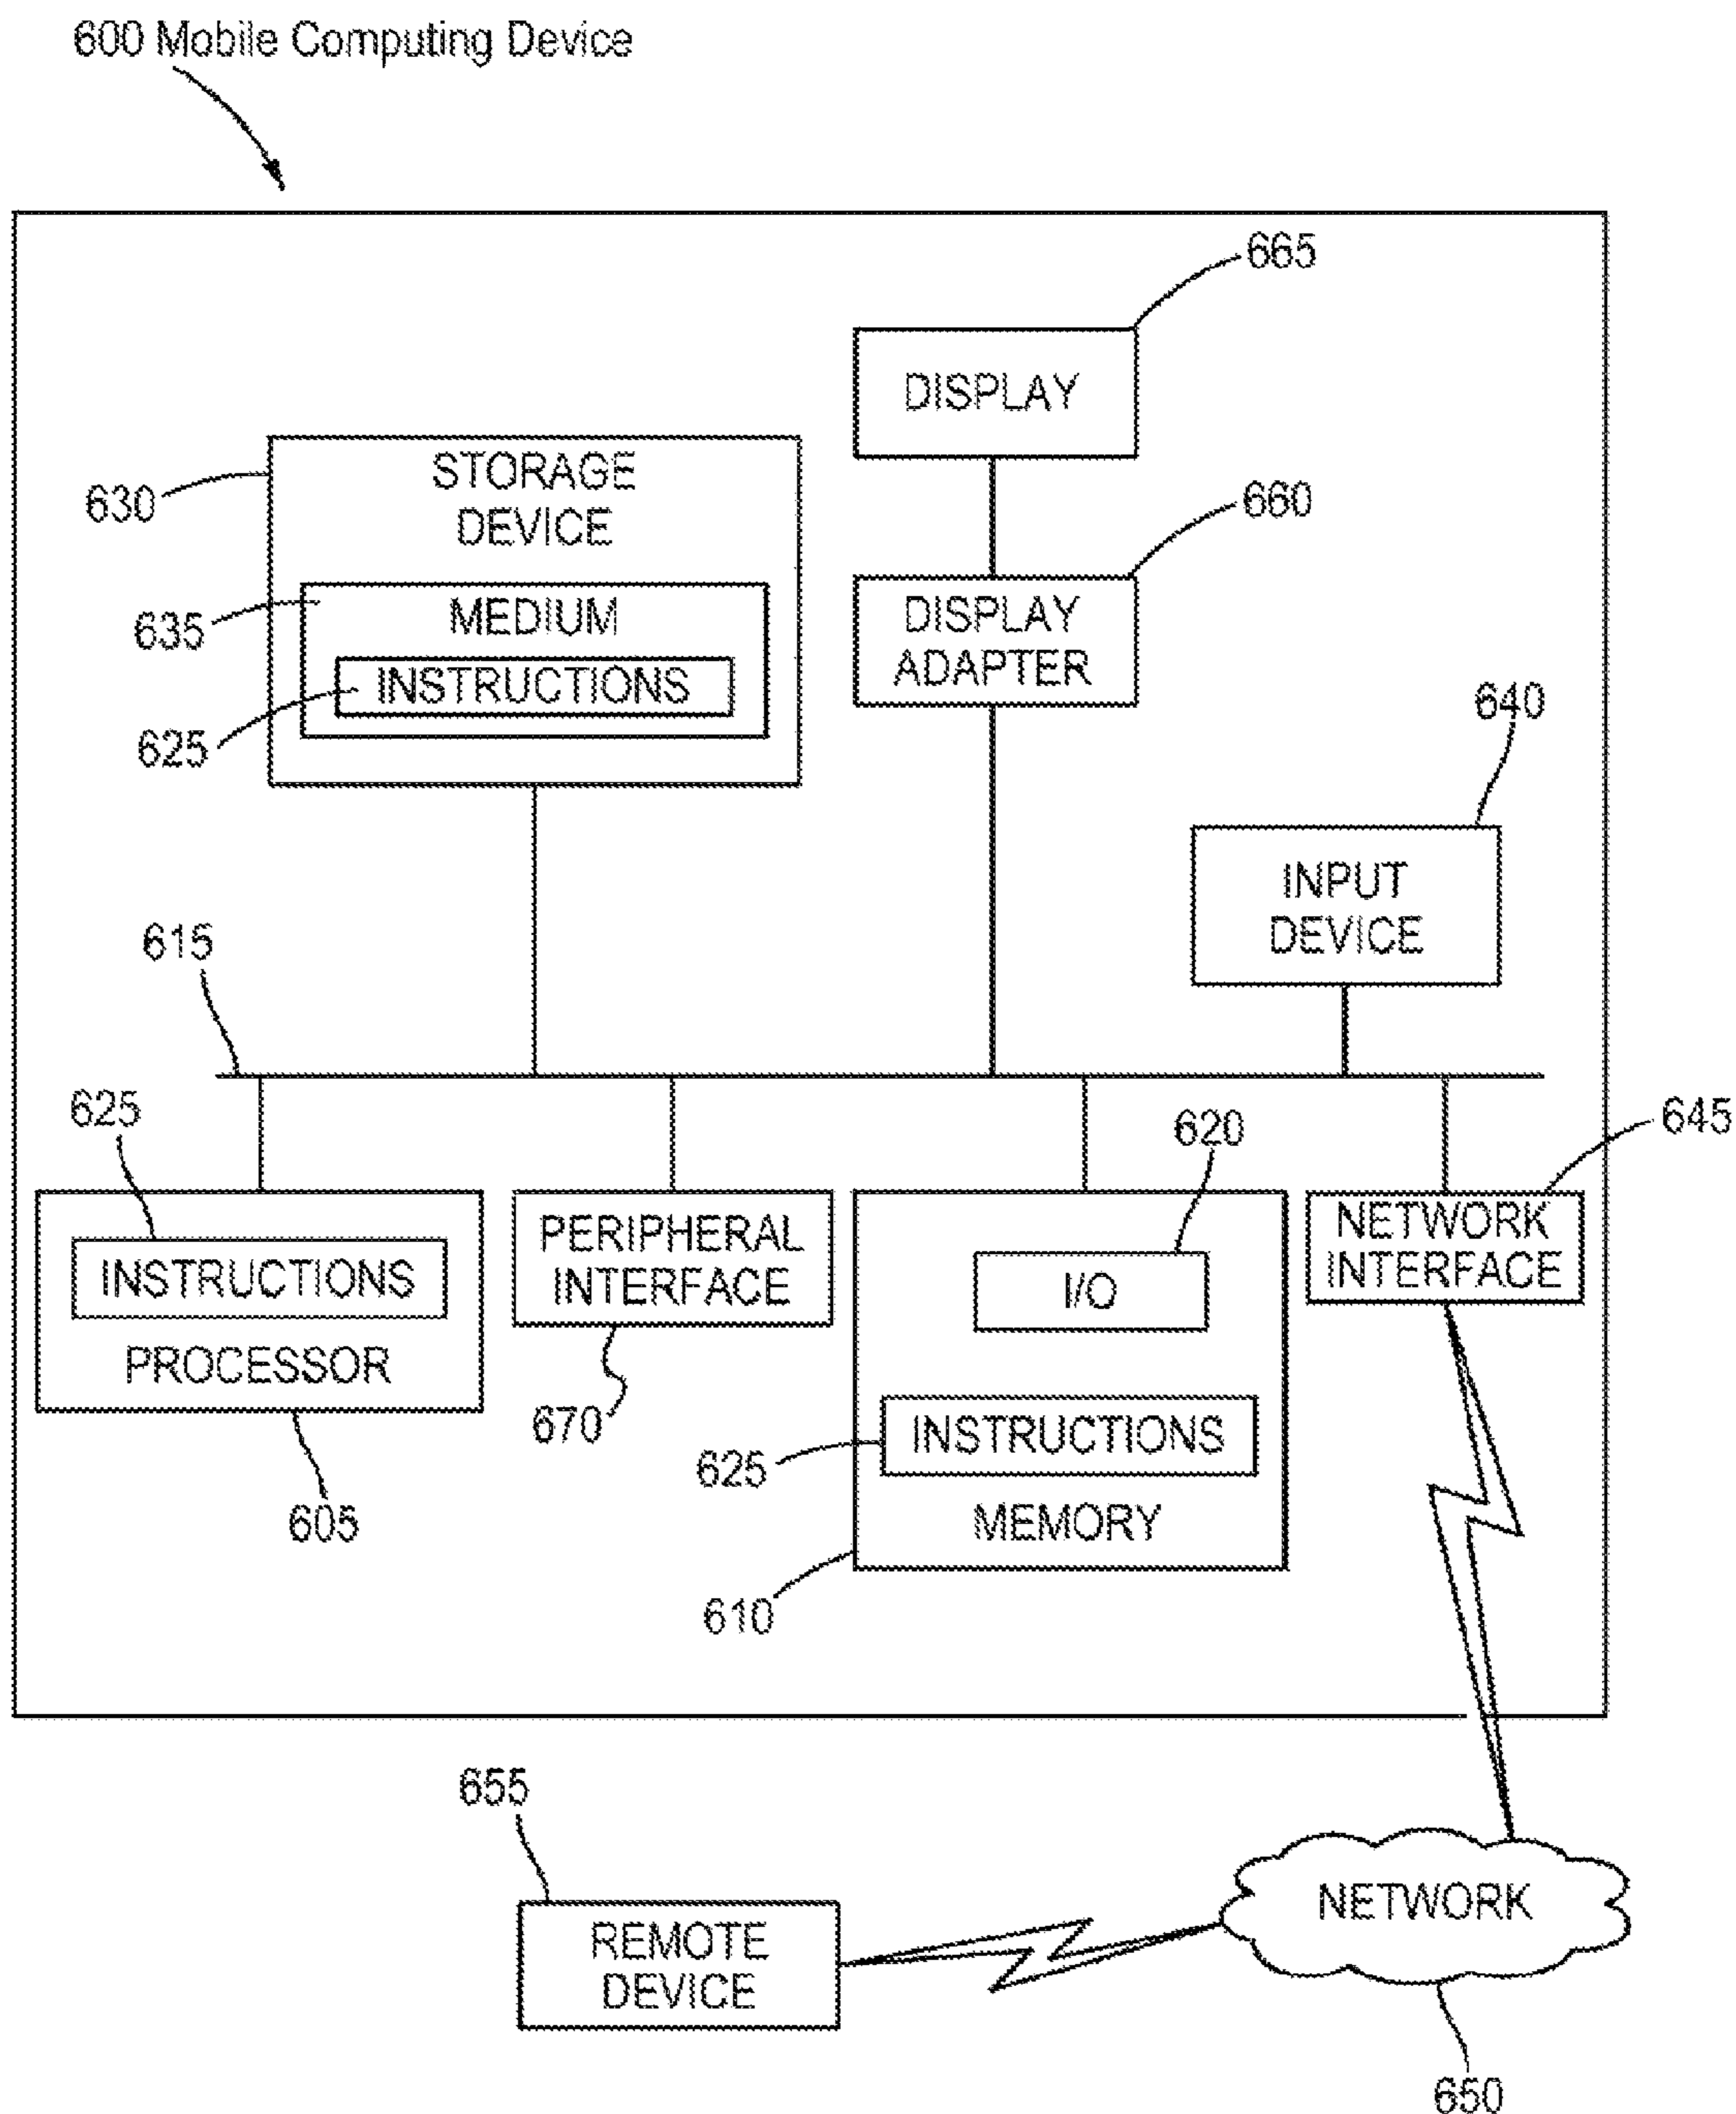 600 Mobile Computing Device
665
DISPLAY
630
STORAGE
DEVICE
660
635
MEDIUM
DISPLAY
ADAPTER
625
INSTRUCTIONS
640
INPUT
DEVICE
615
625
620
645
INSTRUCTIONS
PROCESSOR
PERIPHERAL
INTERFACE
I/O
NETWORK
INTERFACE
670
625
INSTRUCTIONS
605
MEMORY
610
655
REMOTE
DEVICE
NETWORK
650